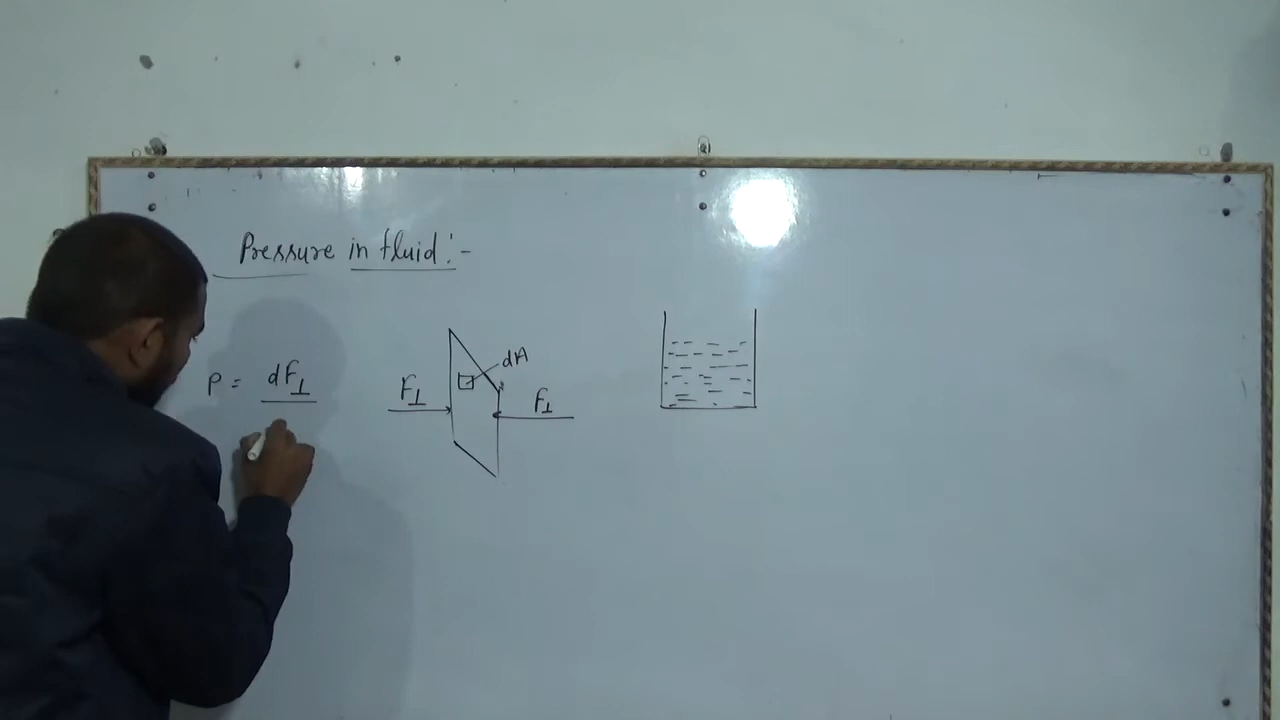 Pressure in fluid :-
dA
P = dF⊥
F⊥
F⊥